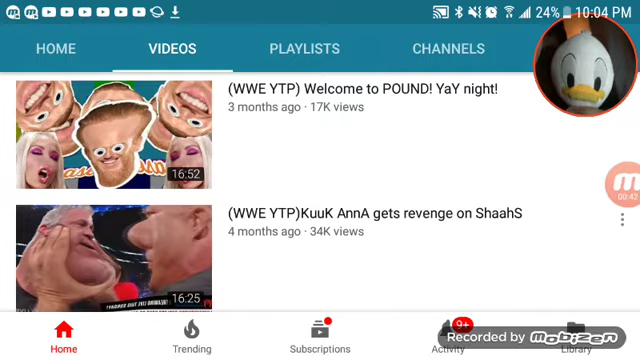 24% 10:04 PM
HOME VIDEOS PLAYLISTS CHANNELS
(WWE YTP) Welcome to POUND! YaY night!
3 months ago · 17K views
16:52
(WWE YTP)KuuK AnnA gets revenge on ShaahS
4 months ago · 34K views
16:25
00:42
9+
Home Trending Subscriptions Activity Library
Recorded by Mobizen